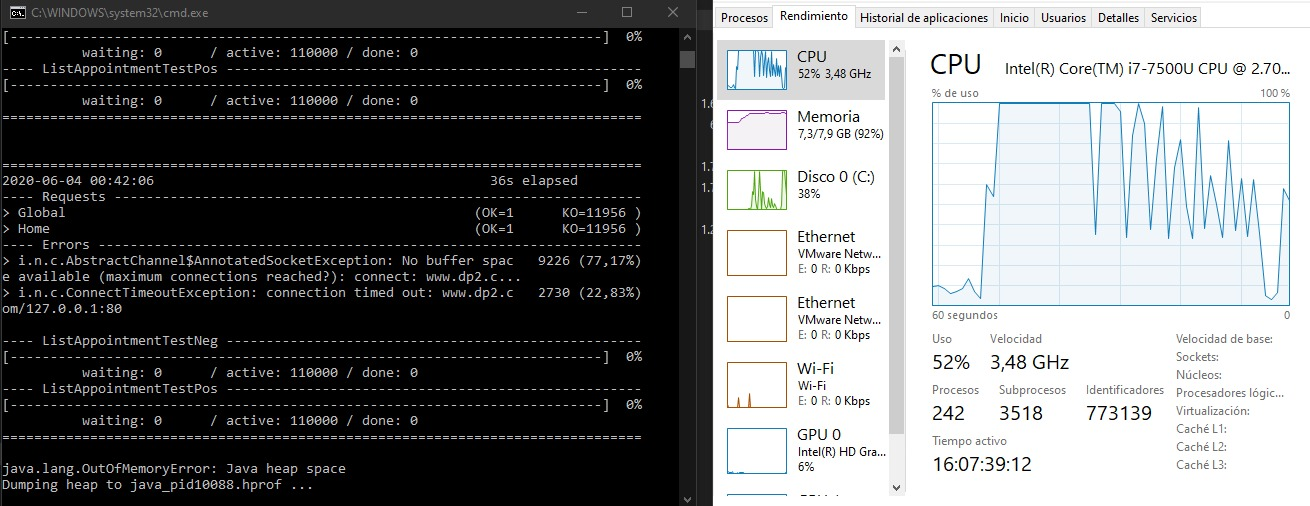 C:\WINDOWS\system32\cmd.exe
[--------------------------------------------------------------------------] 0%
waiting: 0 / active: 110000 / done: 0
---- ListAppointmentTestPos -----------------------------------------------------
[--------------------------------------------------------------------------] 0%
waiting: 0 / active: 110000 / done: 0
================================================================================
================================================================================
2020-06-04 00:42:06 36s elapsed
---- Requests ------------------------------------------------------------------
> Global (OK=1 KO=11956 )
> Home (OK=1 KO=11956 )
---- Errors --------------------------------------------------------------------
> i.n.c.AbstractChannel$AnnotatedSocketException: No buffer spac 9226 (77,17%)
e available (maximum connections reached?): connect: www.dp2.c...
> i.n.c.ConnectTimeoutException: connection timed out: www.dp2.c 2730 (22,83%)
om/127.0.0.1:80
---- ListAppointmentTestNeg -----------------------------------------------------
[--------------------------------------------------------------------------] 0%
waiting: 0 / active: 110000 / done: 0
---- ListAppointmentTestPos -----------------------------------------------------
[--------------------------------------------------------------------------] 0%
waiting: 0 / active: 110000 / done: 0
================================================================================
java.lang.OutOfMemoryError: Java heap space
Dumping heap to java_pid10088.hprof ...
Procesos Rendimiento Historial de aplicaciones Inicio Usuarios Detalles Servicios
CPU
52% 3,48 GHz
Memoria
7,3/7,9 GB (92%)
Disco 0 (C:)
38%
Ethernet
VMware Netw...
E: 0 R: 0 Kbps
Ethernet
VMware Netw...
E: 0 R: 0 Kbps
Wi-Fi
Wi-Fi
E: 0 R: 0 Kbps
GPU 0
Intel(R) HD Gra...
6%
CPU Intel(R) Core(TM) i7-7500U CPU @ 2.70...
% de uso 100 %
60 segundos 0
Uso Velocidad
52% 3,48 GHz
Procesos Subprocesos Identificadores
242 3518 773139
Tiempo activo
16:07:39:12
Velocidad de base:
Sockets:
Núcleos:
Procesadores lógic...
Virtualización:
Caché L1:
Caché L2:
Caché L3: